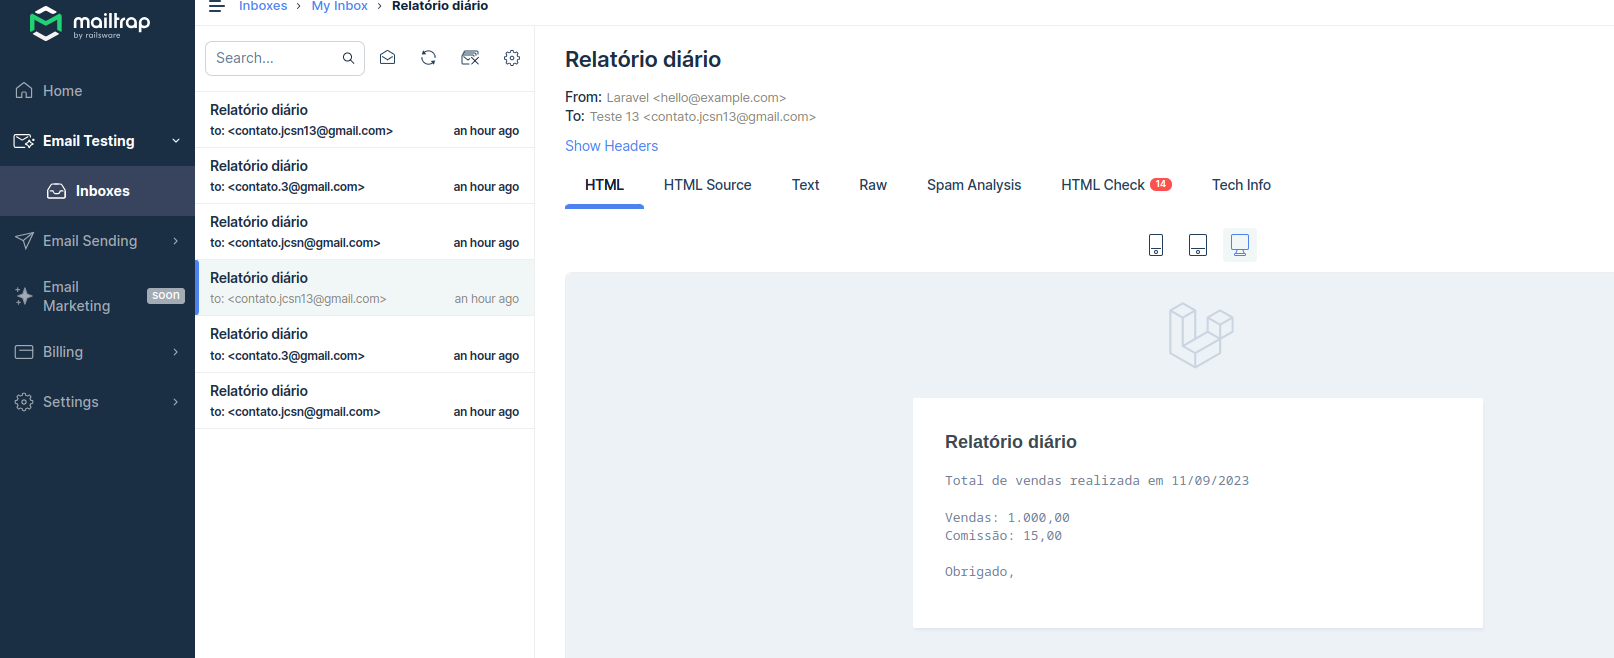 mailtrap
by railsware
Home
Email Testing
Inboxes
Email Sending
Email
Marketing
soon
Billing
Settings
Inboxes > My Inbox > Relatório diário
Search...
Relatório diário
to: <contato.jcsn13@gmail.com> an hour ago
Relatório diário
to: <contato.3@gmail.com> an hour ago
Relatório diário
to: <contato.jcsn@gmail.com> an hour ago
Relatório diário
to: <contato.jcsn13@gmail.com> an hour ago
Relatório diário
to: <contato.3@gmail.com> an hour ago
Relatório diário
to: <contato.jcsn@gmail.com> an hour ago
Relatório diário
From: Laravel <hello@example.com>
To: Teste 13 <contato.jcsn13@gmail.com>
Show Headers
HTML HTML Source Text Raw Spam Analysis HTML Check 14 Tech Info
Relatório diário
Total de vendas realizada em 11/09/2023
Vendas: 1.000,00
Comissão: 15,00
Obrigado,